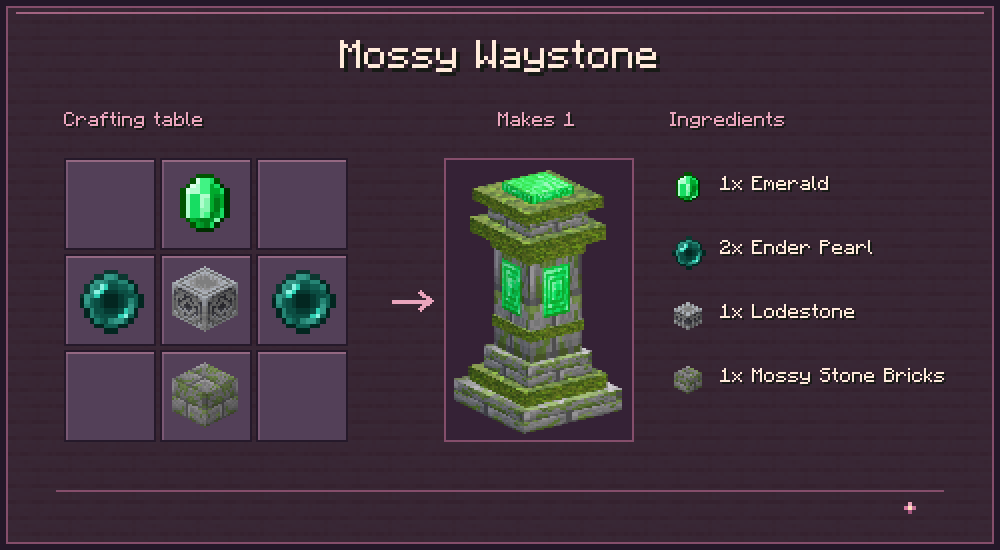 Mossy Waystone
Crafting table
Makes 1
Ingredients
1x Emerald
2x Ender Pearl
1x Lodestone
1x Mossy Stone Bricks